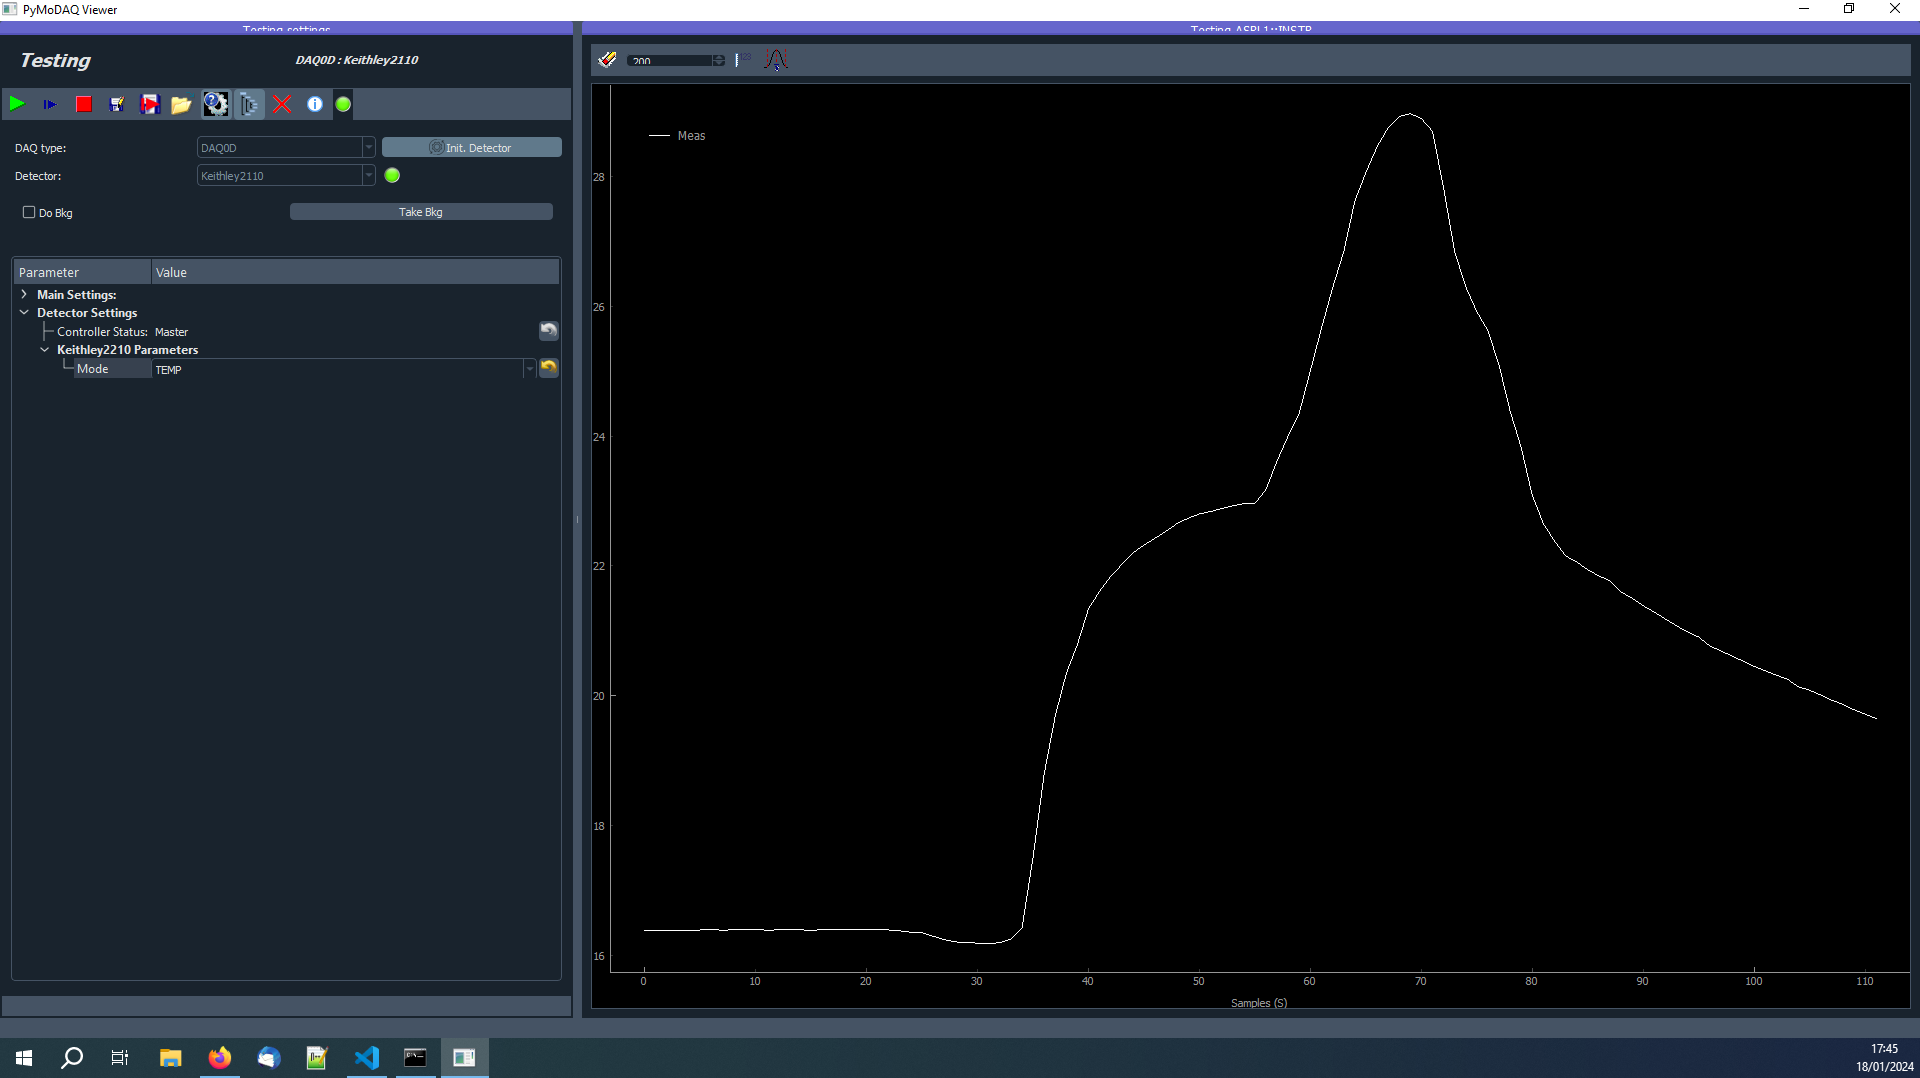 PyMoDAQ Viewer
Testing settings
Testing ASRL1::INSTR
Testing
DAQ0D : Keithley2110
200
DAQ type:
DAQ0D
Init. Detector
Detector:
Keithley2110
Do Bkg
Take Bkg
Parameter
Value
Main Settings:
Detector Settings
Controller Status:
Master
Keithley2210 Parameters
Mode
TEMP
Meas
28
26
24
22
20
18
16
0 10 20 30 40 50 60 70 80 90 100 110
Samples (S)
17:45
18/01/2024